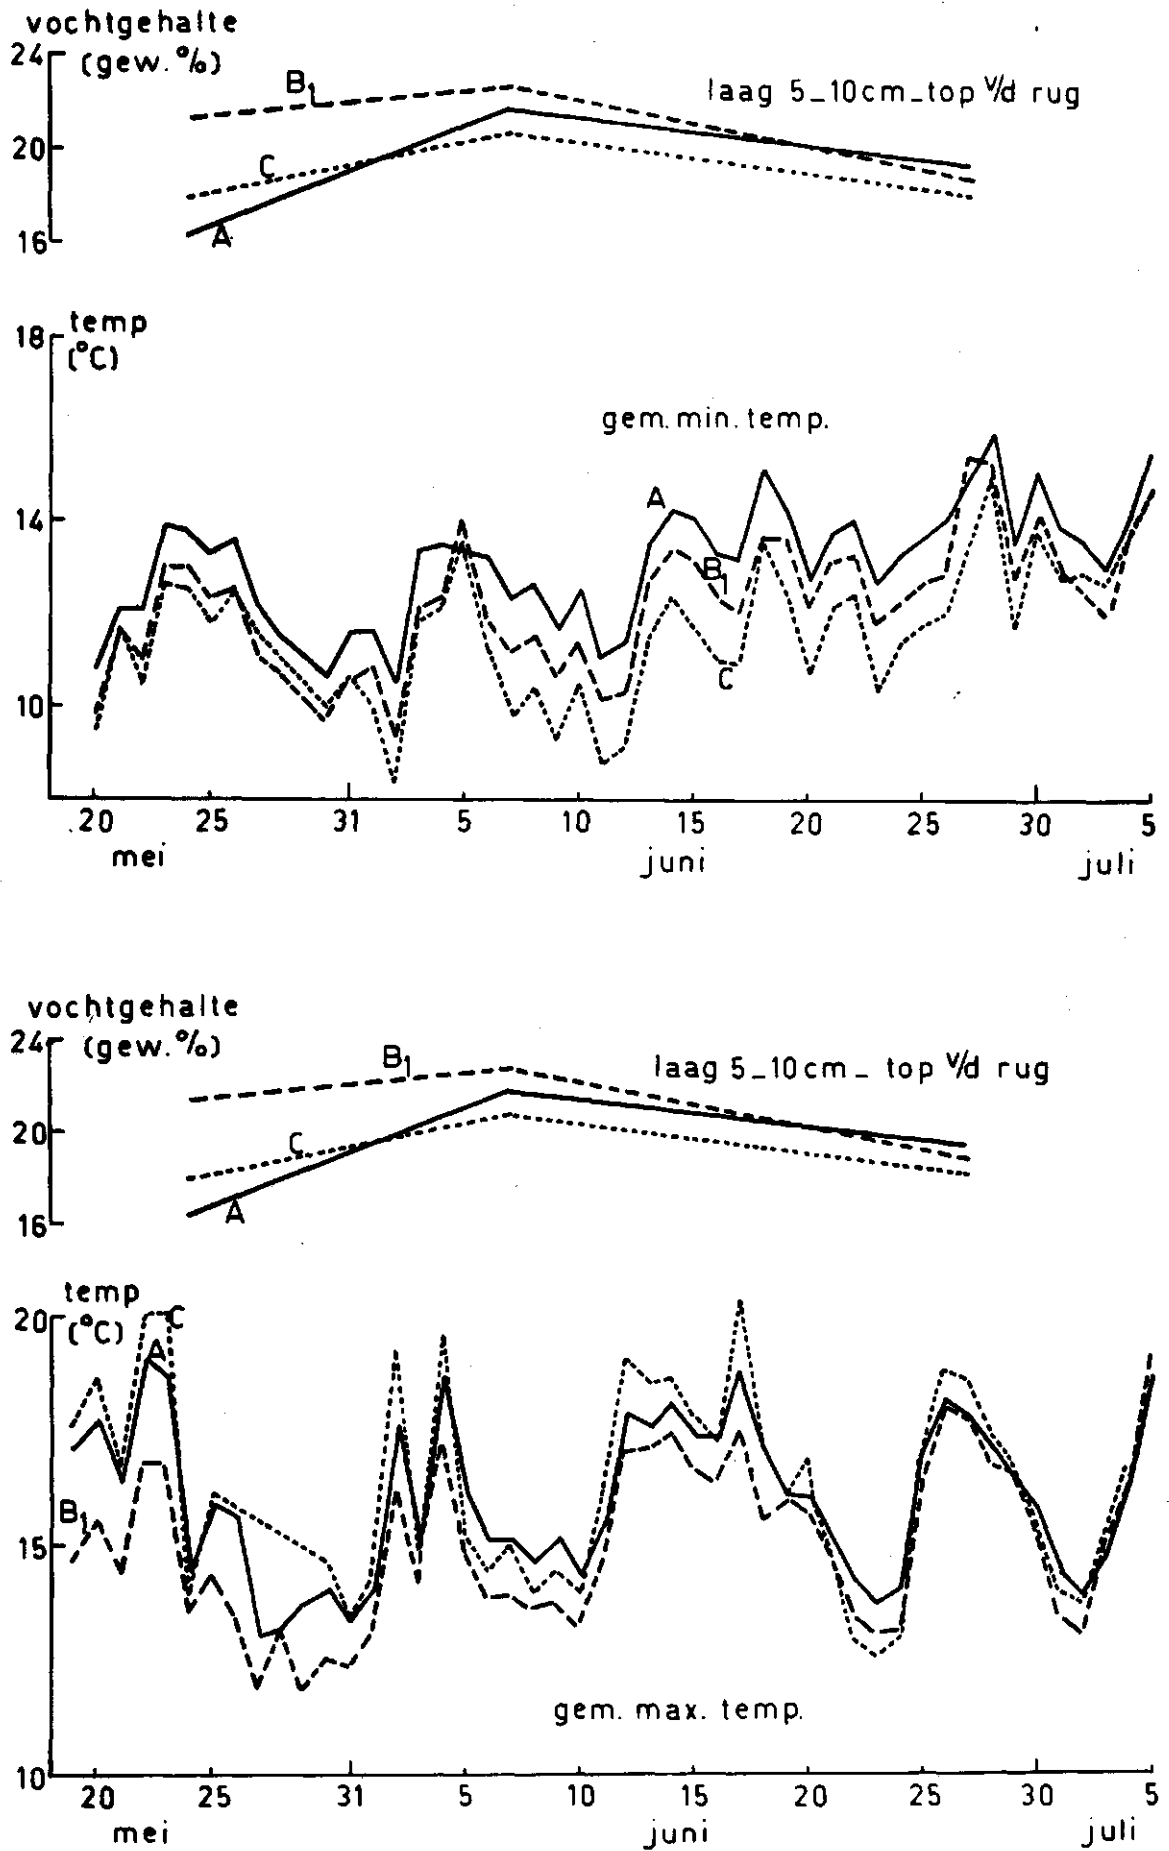 vochtgehalte
(gew. %)
24
B1
laag 5_10cm_top v/d rug
20
C
16
A
temp
(°C)
18
gem. min. temp.
14
A
B1
C
10
20 25 31 5 10 15 20 25 30 5
mei juni juli
vochtgehalte
(gew. %)
24
B1
laag 5_10cm_ top v/d rug
20
C
16
A
temp
(°C)
20
C
A
B1
15
gem. max. temp.
10
20 25 31 5 10 15 20 25 30 5
mei juni juli